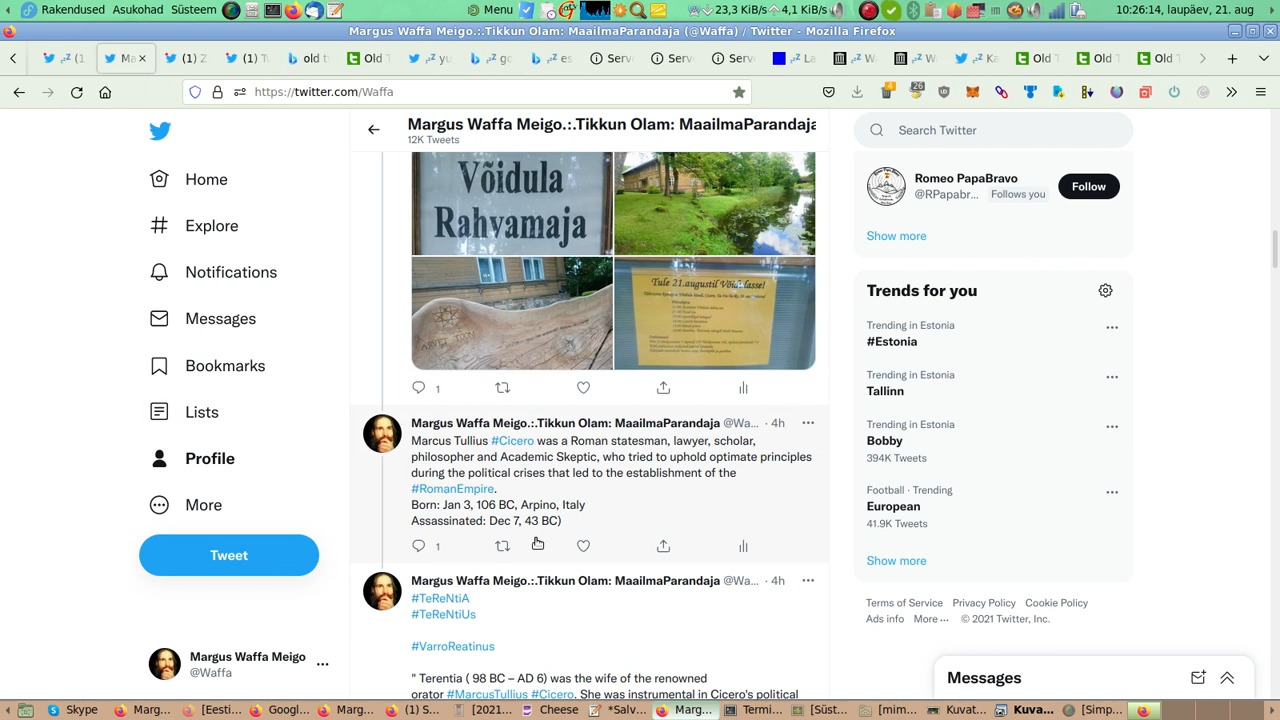 Rakendused Asukohad Süsteem
Menu
23,3 KiB/s
4,1 KiB/s
10:26:14, laupäev, 21. aug
Margus Waffa Meigo.:.Tikkun Olam: MaailmaParandaja (@Waffa) / Twitter - Mozilla Firefox
https://twitter.com/Waffa
4
26
Margus Waffa Meigo.:.Tikkun Olam: MaailmaParandaja
12K Tweets
Search Twitter
Home
Explore
Notifications
Messages
Bookmarks
Lists
Profile
More
Tweet
Margus Waffa Meigo
@Waffa
Võidula
Rahvamaja
Tule 21.augustil Võidulasse!
1
Margus Waffa Meigo.:.Tikkun Olam: MaailmaParandaja @Wa... · 4h
Marcus Tullius #Cicero was a Roman statesman, lawyer, scholar,
philosopher and Academic Skeptic, who tried to uphold optimate principles
during the political crises that led to the establishment of the
#RomanEmpire.
Born: Jan 3, 106 BC, Arpino, Italy
Assassinated: Dec 7, 43 BC)
1
Margus Waffa Meigo.:.Tikkun Olam: MaailmaParandaja @Wa... · 4h
#TeReNtiA
#TeReNtiUs
#VarroReatinus
" Terentia ( 98 BC – AD 6) was the wife of the renowned
orator #MarcusTullius #Cicero. She was instrumental in Cicero's political
Romeo PapaBravo
@RPapabr... Follows you
Follow
Show more
Trends for you
Trending in Estonia
#Estonia
Trending in Estonia
Tallinn
Trending in Estonia
Bobby
394K Tweets
Football · Trending
European
41.9K Tweets
Show more
Terms of Service Privacy Policy Cookie Policy
Ads info More ··· © 2021 Twitter, Inc.
Messages
Skype
Marg...
[Eesti...
Googl...
Marg...
(1) S...
[2021...
Cheese
*Salv...
Marg...
Termi...
[Süst...
[mim...
Kuvat...
Kuva...
[Simp...